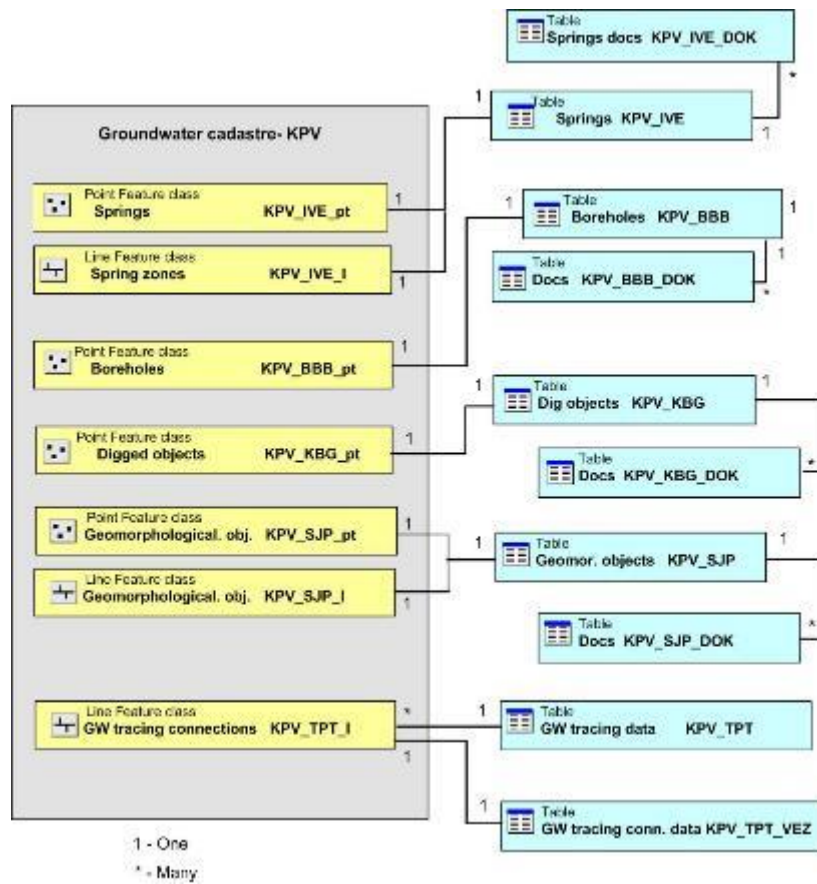 Table
Springs docs KPV_IVE_DOK
*
1
Table
Springs KPV_IVE
1
Groundwater cadastre- KPV
Point Feature class
Springs KPV_IVE_pt
1
Line Feature class
Spring zones KPV_IVE_l
1
1
Table
Boreholes KPV_BBB
1
1
Table
Docs KPV_BBB_DOK
*
Point Feature class
Boreholes KPV_BBB_pt
1
1
Table
Dig objects KPV_KBG
1
Point Feature class
Digged objects KPV_KBG_pt
1
Table
Docs KPV_KBG_DOK
*
Point Feature class
Geomorphological. obj. KPV_SJP_pt
1
1
Table
Geomor. objects KPV_SJP
1
Line Feature class
Geomorphological. obj. KPV_SJP_l
1
Table
Docs KPV_SJP_DOK
*
Line Feature class
GW tracing connections KPV_TPT_l
*
1
1
Table
GW tracing data KPV_TPT
1
Table
GW tracing conn. data KPV_TPT_VEZ
1 - One
* - Many